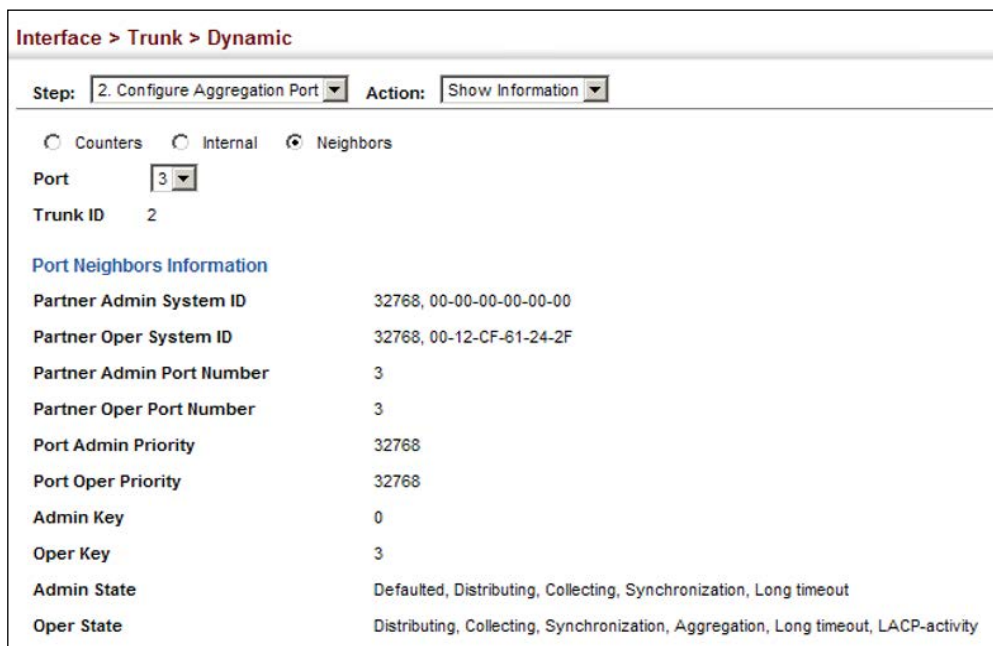 Interface > Trunk > Dynamic
Step: 2. Configure Aggregation Port Action: Show Information
Counters Internal Neighbors
Port 3
Trunk ID 2
Port Neighbors Information
Partner Admin System ID 32768, 00-00-00-00-00-00
Partner Oper System ID 32768, 00-12-CF-61-24-2F
Partner Admin Port Number 3
Partner Oper Port Number 3
Port Admin Priority 32768
Port Oper Priority 32768
Admin Key 0
Oper Key 3
Admin State Defaulted, Distributing, Collecting, Synchronization, Long timeout
Oper State Distributing, Collecting, Synchronization, Aggregation, Long timeout, LACP-activity